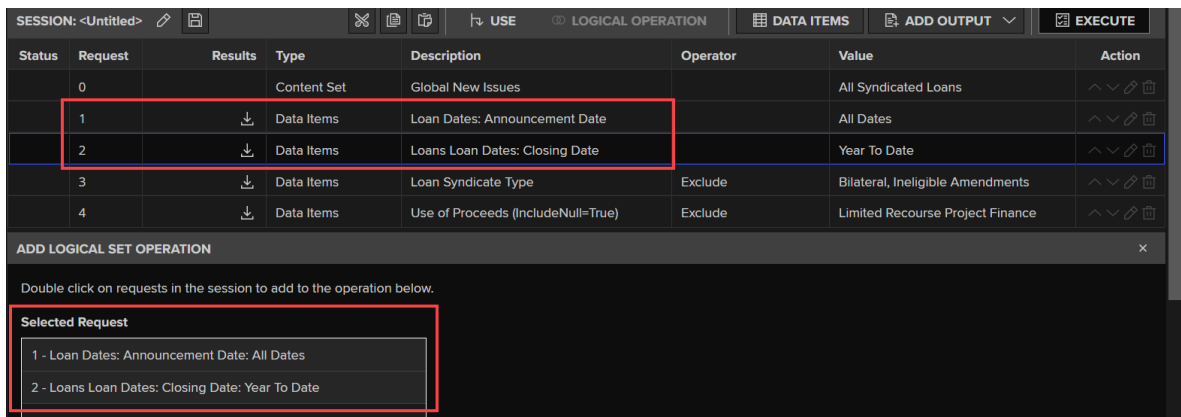 SESSION: <Untitled> USE LOGICAL OPERATION DATA ITEMS ADD OUTPUT EXECUTE
Status Request Results Type Description Operator Value Action
0 Content Set Global New Issues All Syndicated Loans
1 Data Items Loan Dates: Announcement Date All Dates
2 Data Items Loans Loan Dates: Closing Date Year To Date
3 Data Items Loan Syndicate Type Exclude Bilateral, Ineligible Amendments
4 Data Items Use of Proceeds (IncludeNull=True) Exclude Limited Recourse Project Finance
ADD LOGICAL SET OPERATION
Double click on requests in the session to add to the operation below.
Selected Request
1 - Loan Dates: Announcement Date: All Dates
2 - Loans Loan Dates: Closing Date: Year To Date